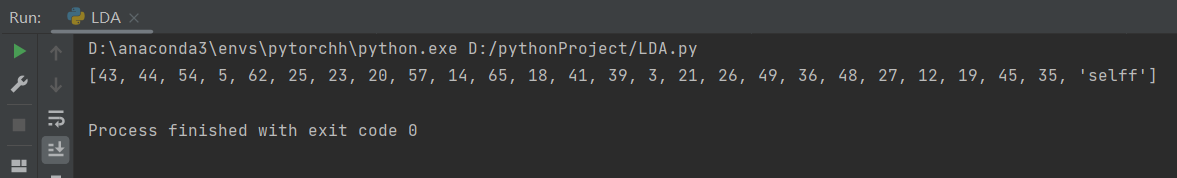 Run: LDA
D:\anaconda3\envs\pytorchh\python.exe D:/pythonProject/LDA.py
[43, 44, 54, 5, 62, 25, 23, 20, 57, 14, 65, 18, 41, 39, 3, 21, 26, 49, 36, 48, 27, 12, 19, 45, 35, 'selff']
Process finished with exit code 0